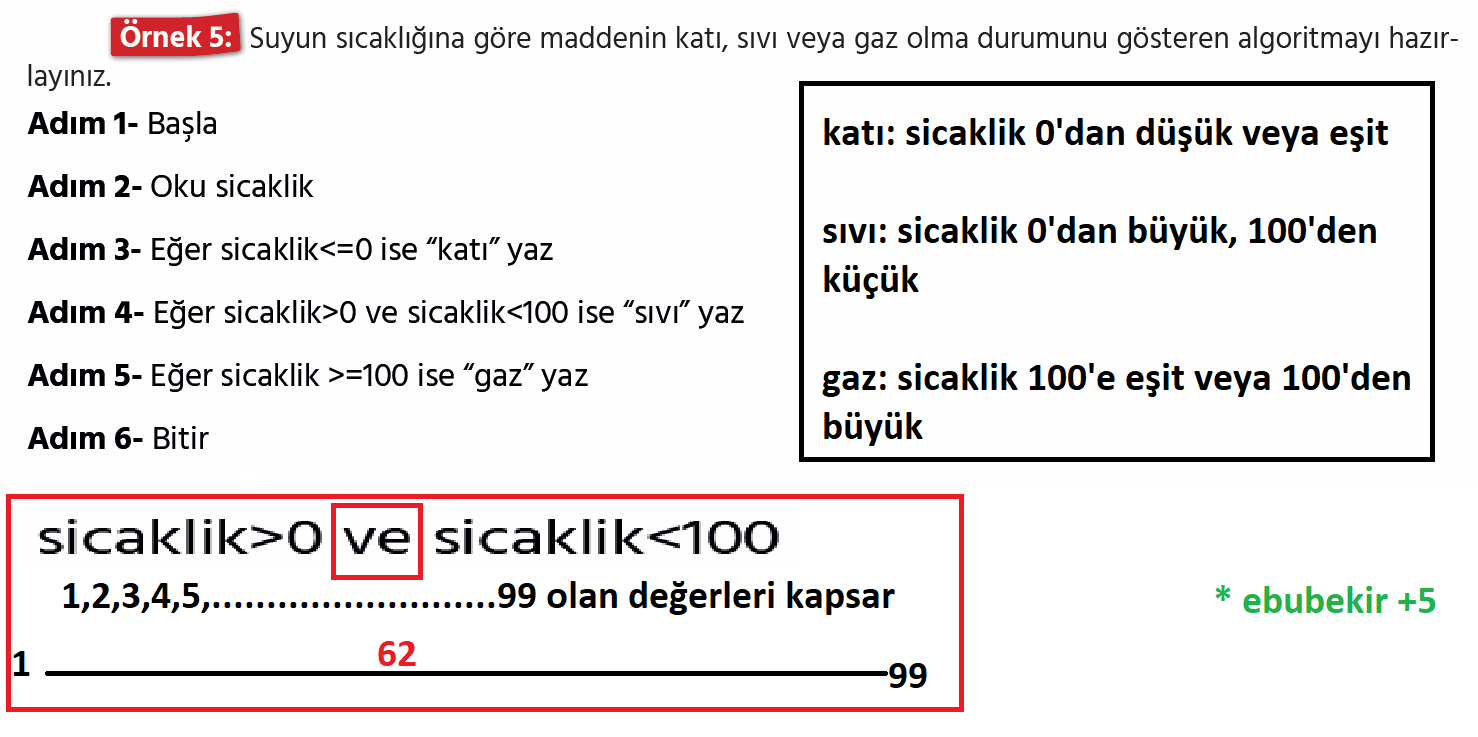 Örnek 5: Suyun sıcaklığına göre maddenin katı, sıvı veya gaz olma durumunu gösteren algoritmayı hazır-
layınız.
Adım 1- Başla
Adım 2- Oku sicaklik
Adım 3- Eğer sicaklik<=0 ise “katı” yaz
Adım 4- Eğer sicaklik>0 ve sicaklik<100 ise “sıvı” yaz
Adım 5- Eğer sicaklik >=100 ise “gaz” yaz
Adım 6- Bitir
katı: sicaklik 0'dan düşük veya eşit
sıvı: sicaklik 0'dan büyük, 100'den
küçük
gaz: sicaklik 100'e eşit veya 100'den
büyük
sicaklik>0 ve sicaklik<100
1,2,3,4,5,..........................99 olan değerleri kapsar
62
1
99
* ebubekir +5